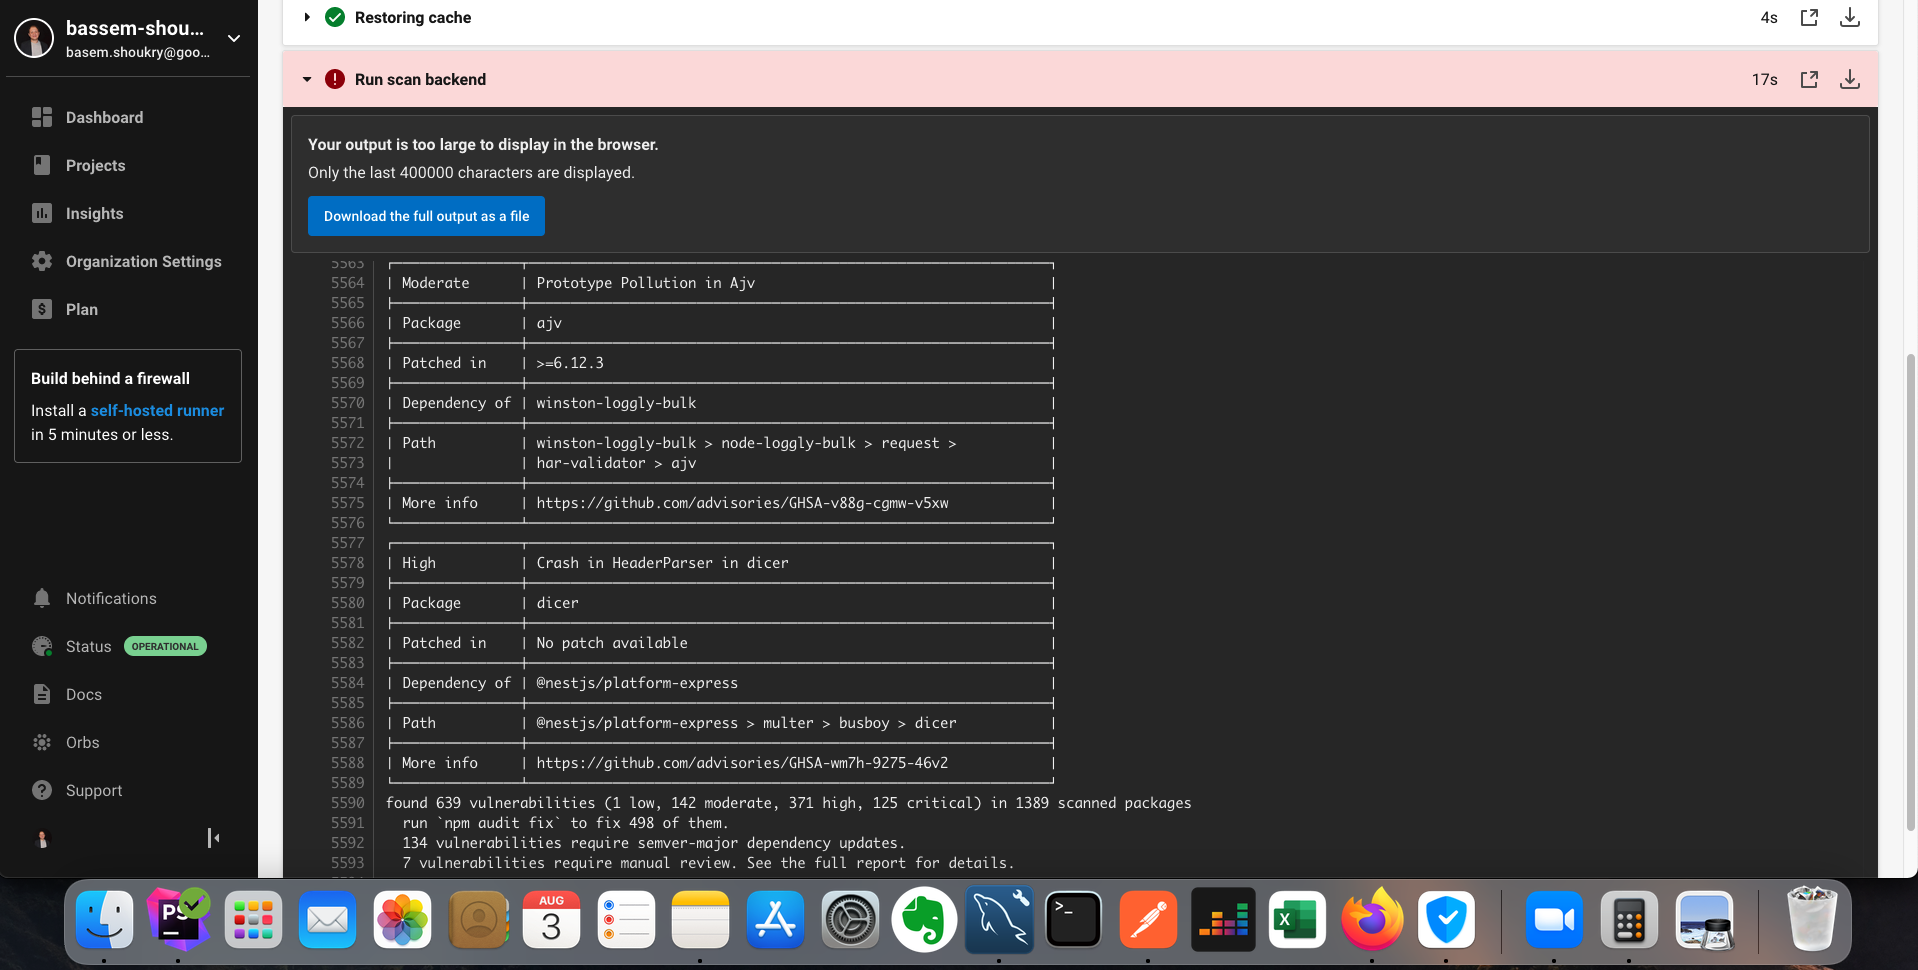 bassem-shou...
basem.shoukry@goo...
Dashboard
Projects
Insights
Organization Settings
$ Plan
Build behind a firewall
Install a self-hosted runner
in 5 minutes or less.
Notifications
Status OPERATIONAL
Docs
Orbs
? Support
Restoring cache 4s
! Run scan backend 17s
Your output is too large to display in the browser.
Only the last 400000 characters are displayed.
Download the full output as a file
5563
5564 | Moderate | Prototype Pollution in Ajv |
5565
5566 | Package | ajv |
5567
5568 | Patched in | >=6.12.3 |
5569
5570 | Dependency of | winston-loggly-bulk |
5571
5572 | Path | winston-loggly-bulk > node-loggly-bulk > request > |
5573 | | har-validator > ajv |
5574
5575 | More info | https://github.com/advisories/GHSA-v88g-cgmw-v5xw |
5576
5577
5578 | High | Crash in HeaderParser in dicer |
5579
5580 | Package | dicer |
5581
5582 | Patched in | No patch available |
5583
5584 | Dependency of | @nestjs/platform-express |
5585
5586 | Path | @nestjs/platform-express > multer > busboy > dicer |
5587
5588 | More info | https://github.com/advisories/GHSA-wm7h-9275-46v2 |
5589
5590 found 639 vulnerabilities (1 low, 142 moderate, 371 high, 125 critical) in 1389 scanned packages
5591 run `npm audit fix` to fix 498 of them.
5592 134 vulnerabilities require semver-major dependency updates.
5593 7 vulnerabilities require manual review. See the full report for details.
PS
AUG
3
>_
X